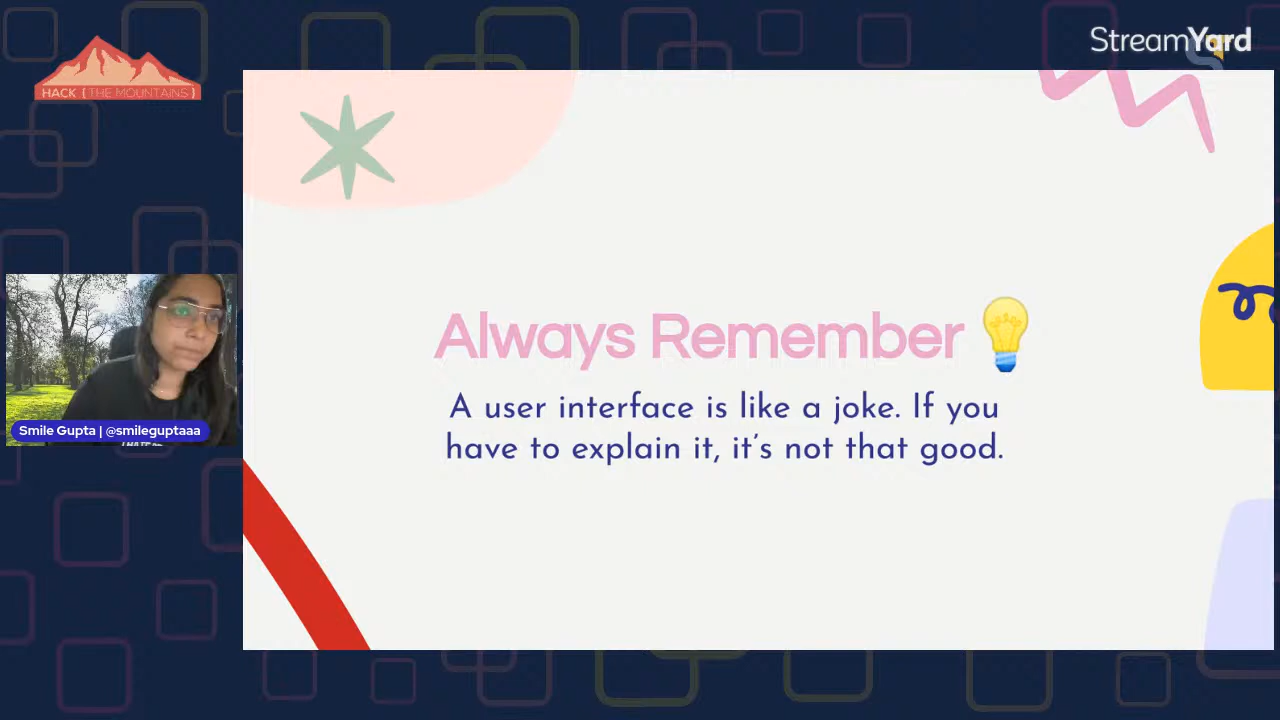 HACK {THE MOUNTAINS}
StreamYard
Always Remember
A user interface is like a joke. If you
have to explain it, it's not that good.
Smile Gupta | @smileguptaaa